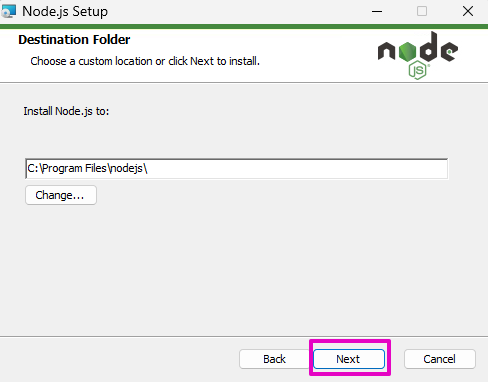 Node.js Setup
Destination Folder
Choose a custom location or click Next to install.
node
JS
Install Node.js to:
C:\Program Files\nodejs\
Change...
Back
Next
Cancel